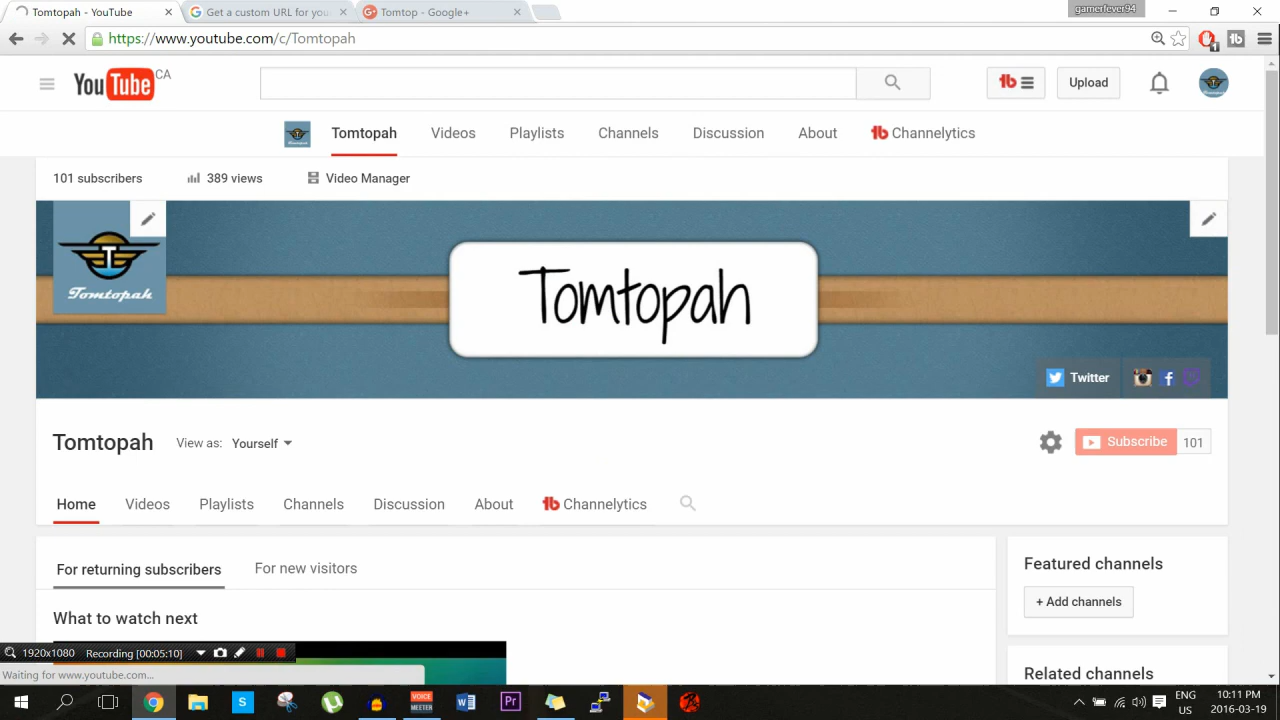 Tomtopah - YouTube
Get a custom URL for you
Tomtop - Google+
gamerfever94
https://www.youtube.com/c/Tomtopah
YouTube CA
Upload
Tomtopah Videos Playlists Channels Discussion About tb Channelytics
101 subscribers 389 views Video Manager
Tomtopah
Tomtopah
Twitter
Tomtopah View as: Yourself
Subscribe 101
Home Videos Playlists Channels Discussion About tb Channelytics
For returning subscribers For new visitors
Featured channels
+ Add channels
What to watch next
1920x1080 Recording [00:05:10]
Waiting for www.youtube.com...
Related channels
VOICE
MEETER
ENG 10:11 PM
US 2016-03-19